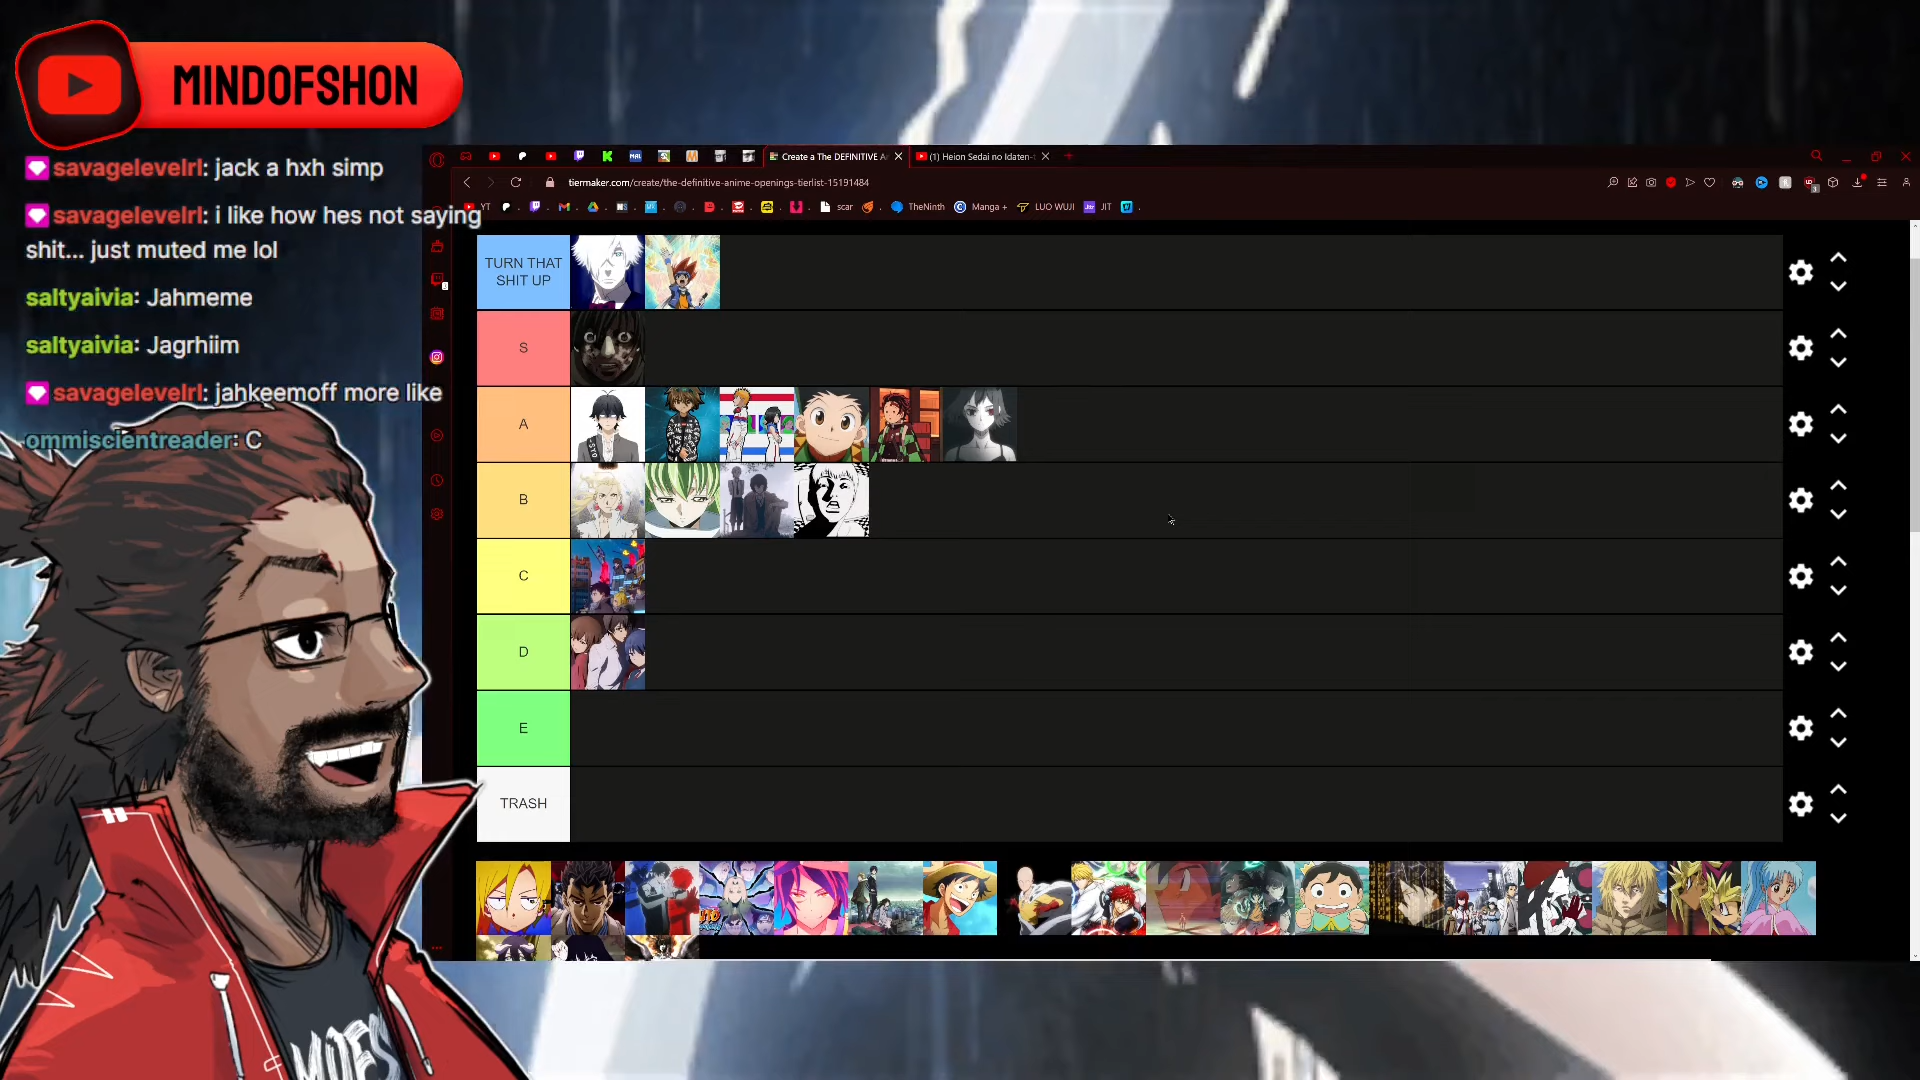 MINDOFSHON
savagelevelrl: jack a hxh simp
savagelevelrl: i like how hes not saying
shit... just muted me lol
saltyaivia: Jahmeme
saltyaivia: Jagrhiim
savagelevelrl: jahkeemoff more like
ommiscientreader: C
Create a The DEFINITIVE A
(1) Heion Sedai no Idaten-
tiermaker.com/create/the-definitive-anime-openings-tierlist-15191484
YT
scar
TheNinth
Manga +
LUO WUJI
JIT
TURN THAT
SHIT UP
S
A
B
C
D
E
TRASH